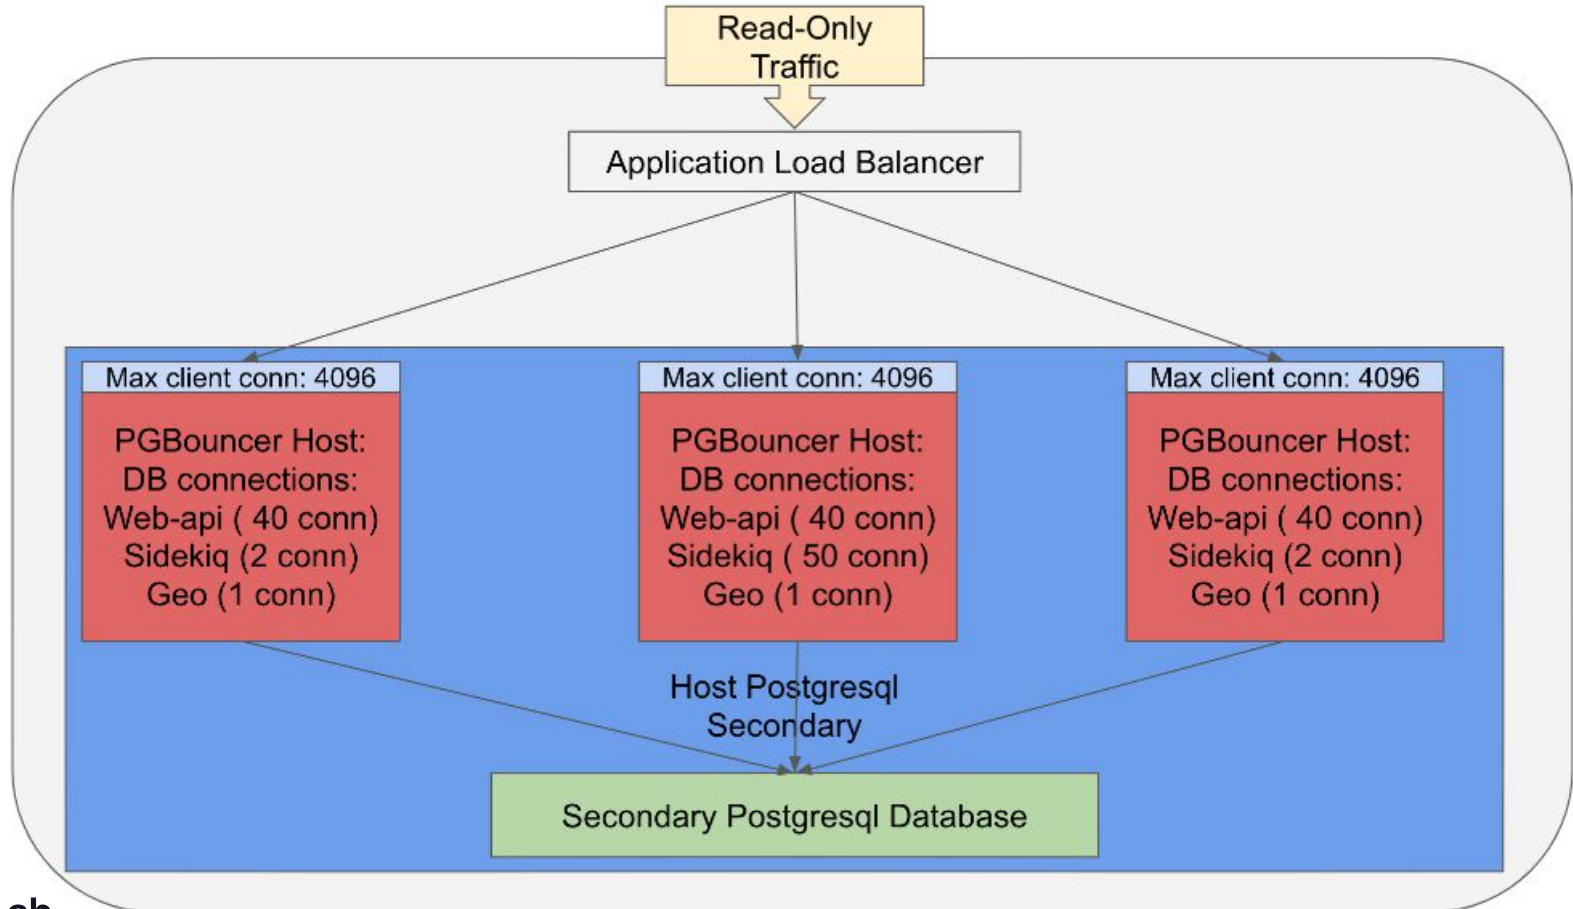 Read-Only
Traffic
Application Load Balancer
Max client conn: 4096
Max client conn: 4096
Max client conn: 4096
PGBouncer Host:
DB connections:
Web-api ( 40 conn)
Sidekiq (2 conn)
Geo (1 conn)
PGBouncer Host:
DB connections:
Web-api ( 40 conn)
Sidekiq ( 50 conn)
Geo (1 conn)
PGBouncer Host:
DB connections:
Web-api ( 40 conn)
Sidekiq (2 conn)
Geo (1 conn)
Host Postgresql
Secondary
Secondary Postgresql Database